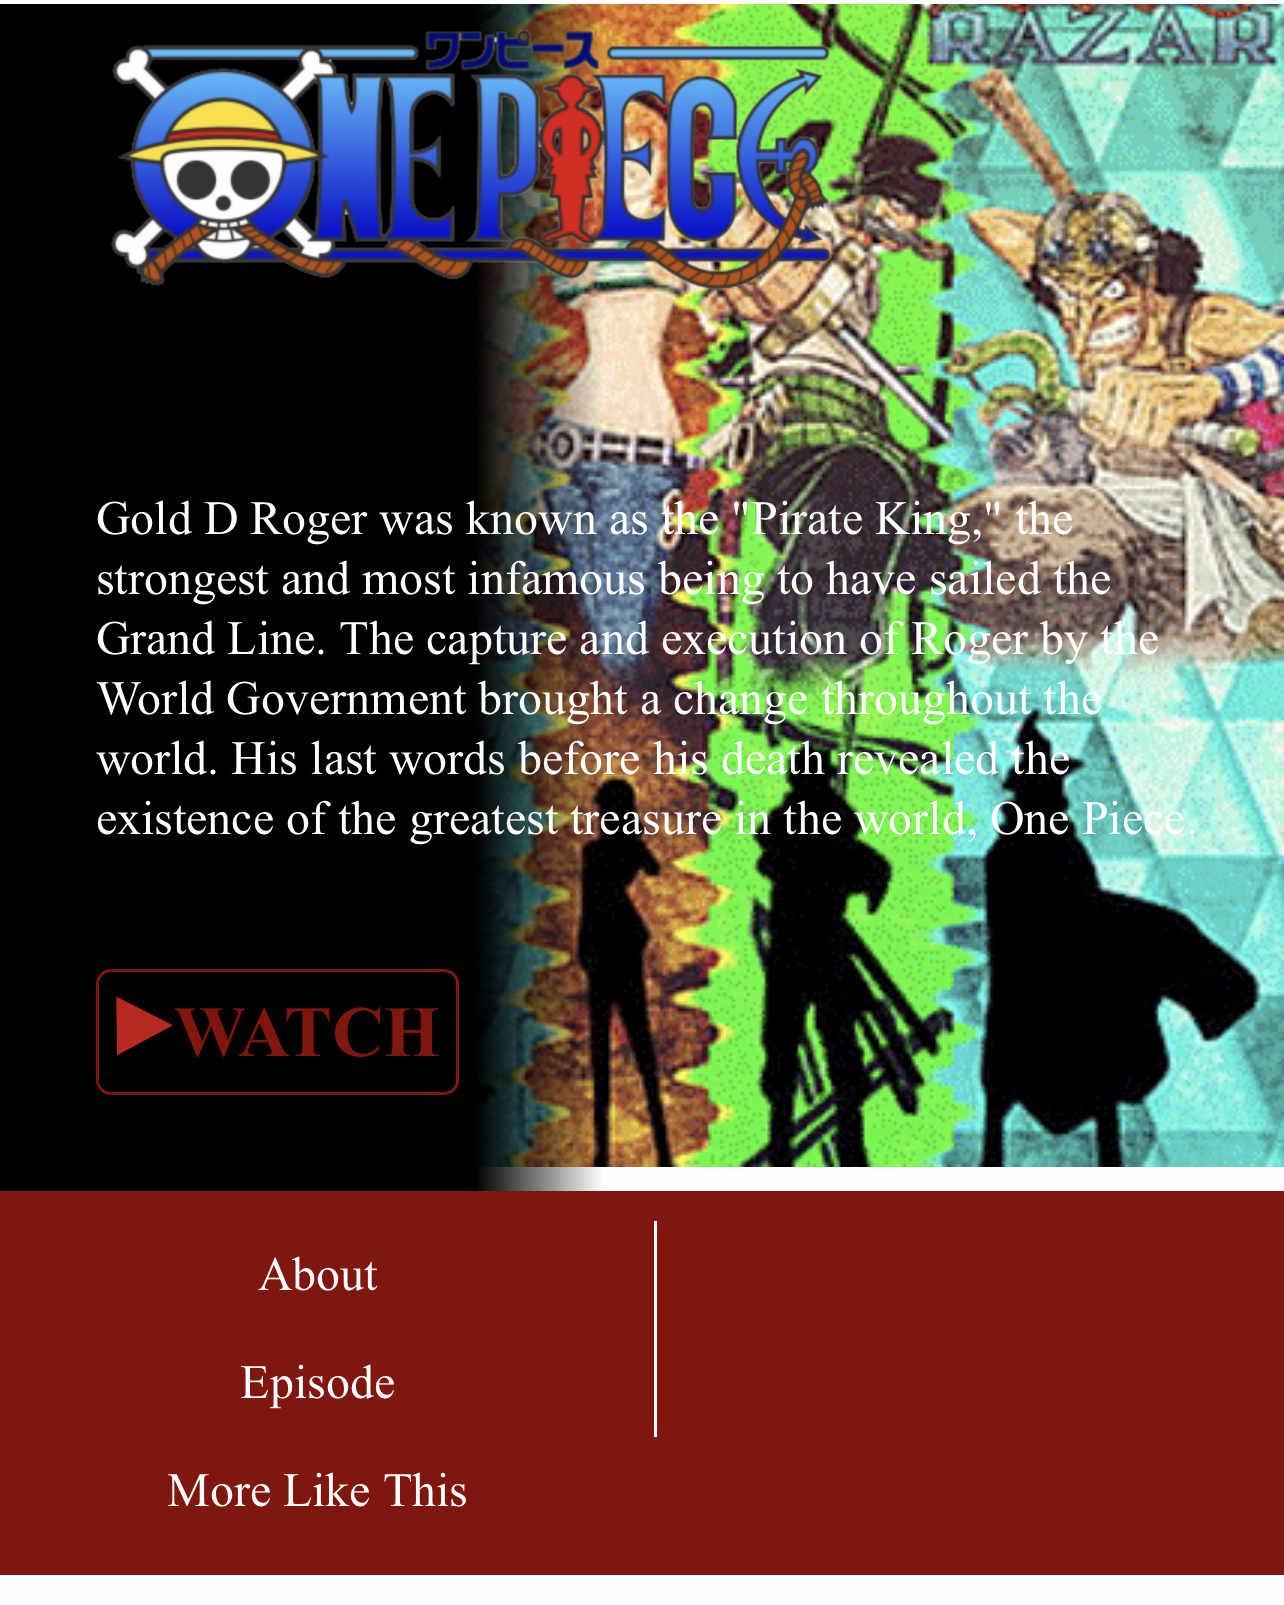 RAZAR
ワンピース
ONE PIECE
Gold D Roger was known as the "Pirate King," the
strongest and most infamous being to have sailed the
Grand Line. The capture and execution of Roger by the
World Government brought a change throughout the
world. His last words before his death revealed the
existence of the greatest treasure in the world, One Piece.
WATCH
About
Episode
More Like This